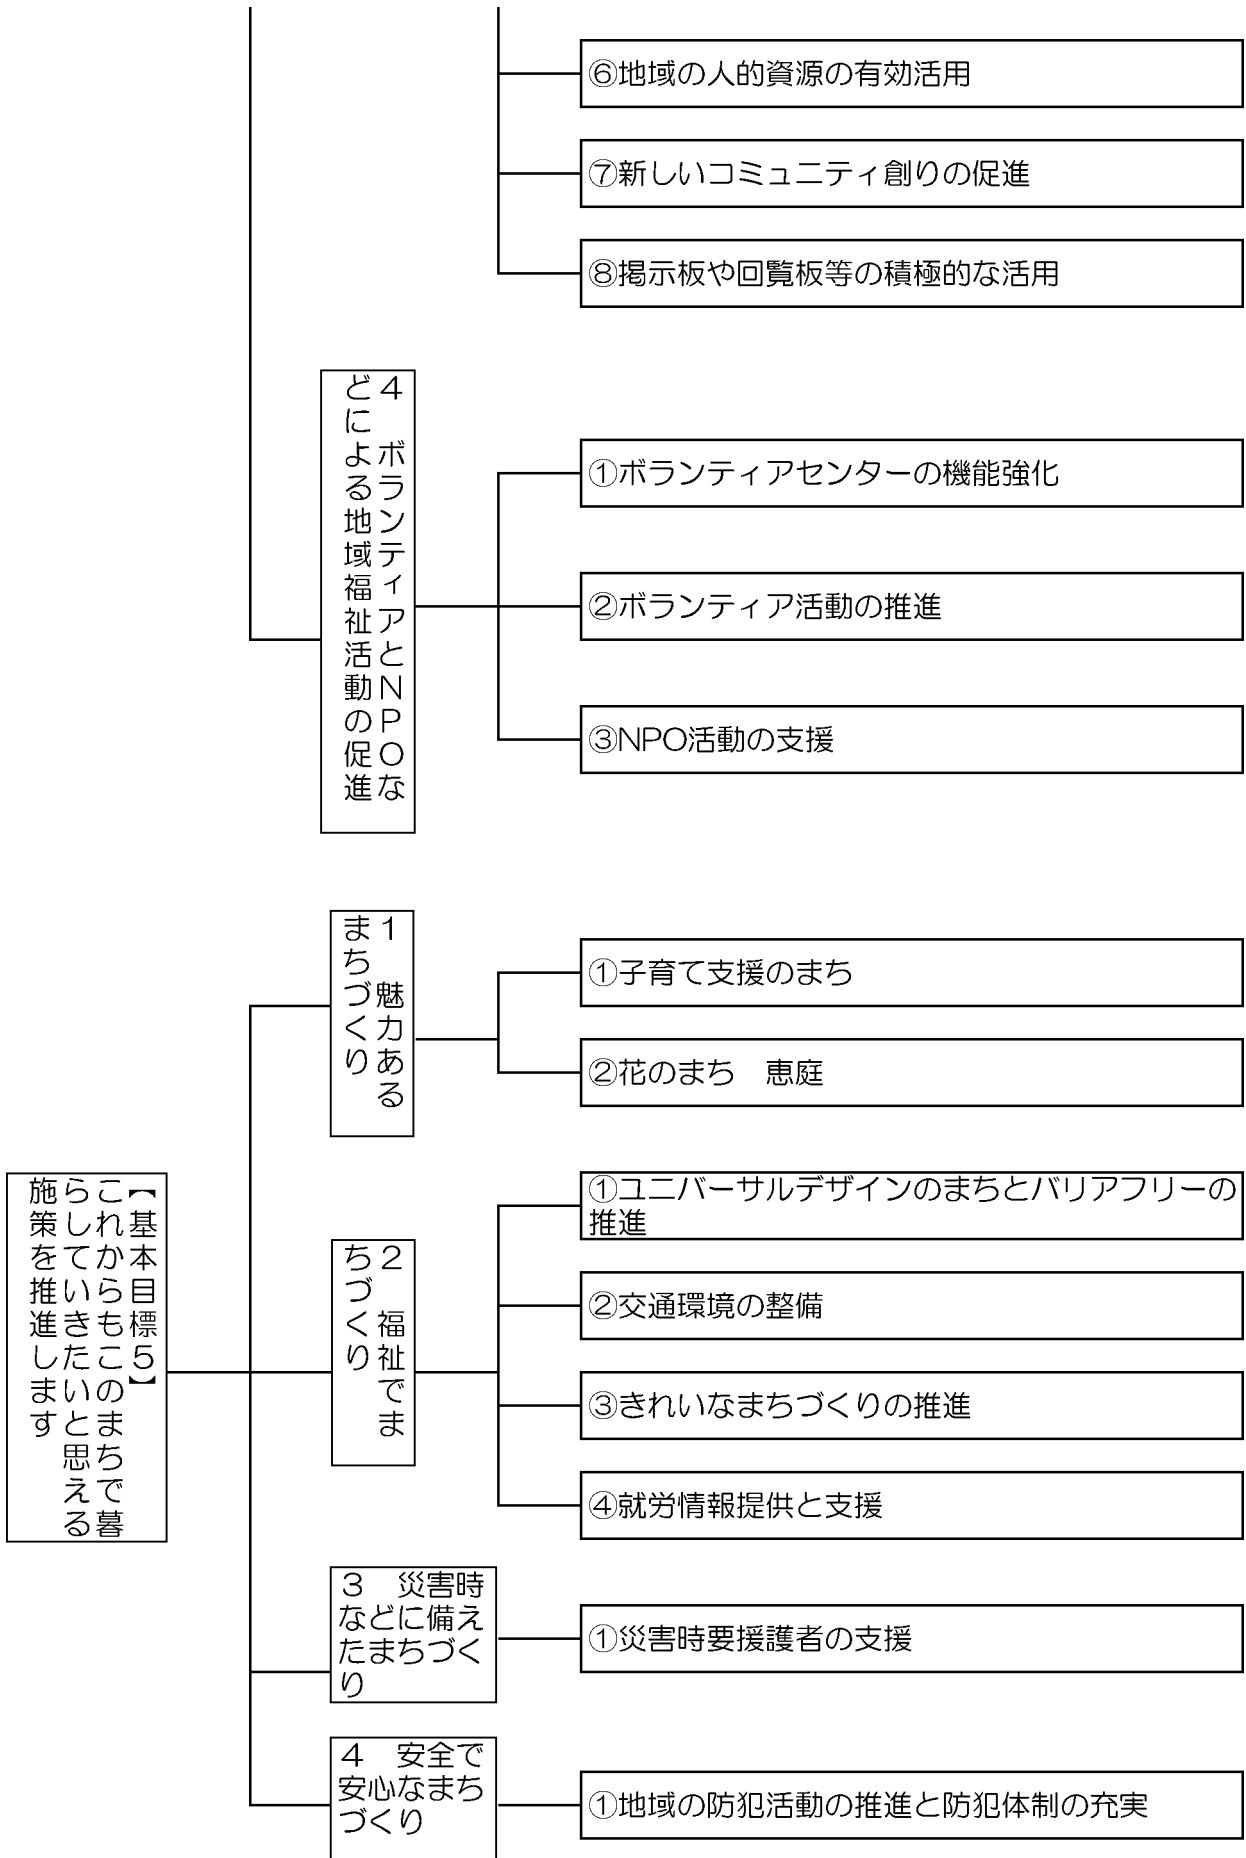 ⑥地域の人的資源の有効活用
⑦新しいコミュニティ創りの促進
⑧掲示板や回覧板等の積極的な活用
４　ボランティアとＮＰＯな
どによる地域福祉活動の促進
①ボランティアセンターの機能強化
②ボランティア活動の推進
③NPO活動の支援
【基本目標５】
これからもこのまちで暮
らしていきたいと思える
施策を推進します
１　魅力ある
まちづくり
①子育て支援のまち
②花のまち　恵庭
２　福祉でま
ちづくり
①ユニバーサルデザインのまちとバリアフリーの
推進
②交通環境の整備
③きれいなまちづくりの推進
④就労情報提供と支援
３　災害時
などに備え
たまちづく
り
①災害時要援護者の支援
４　安全で
安心なまち
づくり
①地域の防犯活動の推進と防犯体制の充実